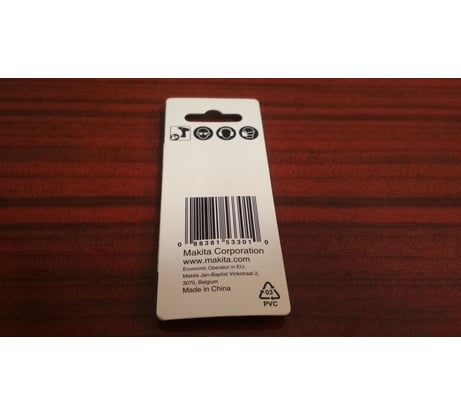 0 88381 53301 0
Makita Corporation
www.makita.com
Economic Operator in EU:
Makita Jan-Baptist Vinkstraat 2,
3070, Belgium
Made in China
03
PVC